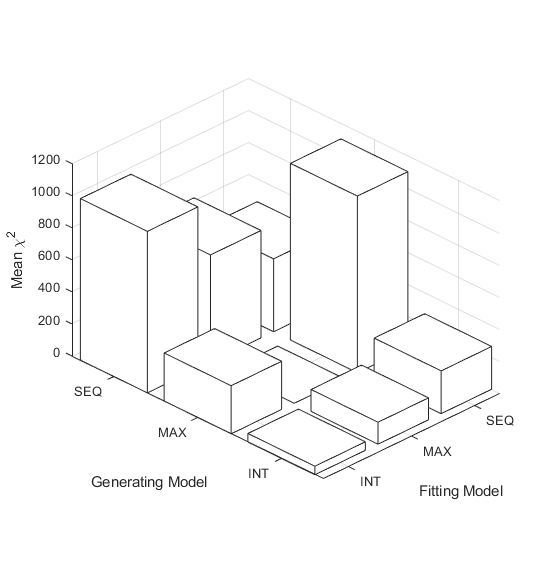 1200
1000
800
600
400
200
0
Mean χ²
SEQ
MAX
INT
Generating Model
INT
MAX
SEQ
Fitting Model